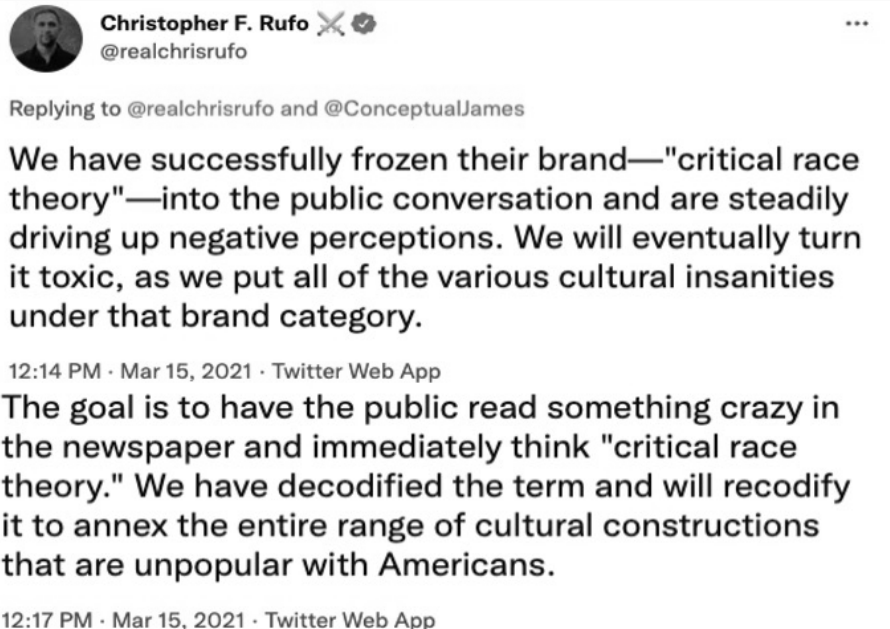 Christopher F. Rufo
@realchrisrufo
Replying to @realchrisrufo and @ConceptualJames
We have successfully frozen their brand—"critical race
theory"—into the public conversation and are steadily
driving up negative perceptions. We will eventually turn
it toxic, as we put all of the various cultural insanities
under that brand category.
12:14 PM · Mar 15, 2021 · Twitter Web App
The goal is to have the public read something crazy in
the newspaper and immediately think "critical race
theory." We have decodified the term and will recodify
it to annex the entire range of cultural constructions
that are unpopular with Americans.
12:17 PM · Mar 15, 2021 · Twitter Web App